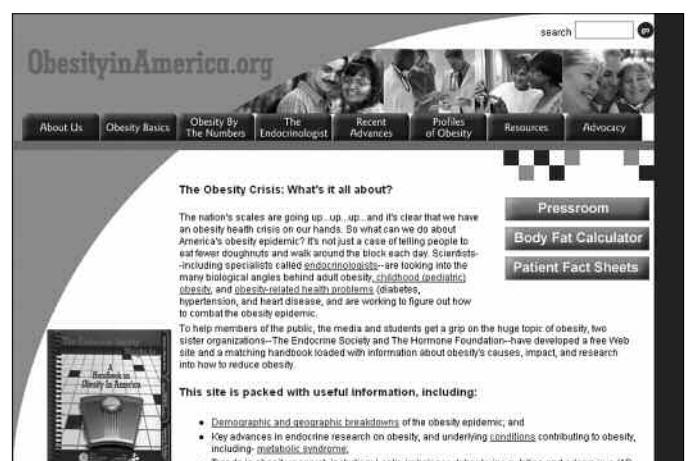 search go
ObesityinAmerica.org
About Us
Obesity Basics
Obesity By
The Numbers
The
Endocrinologist
Recent
Advances
Profiles
of Obesity
Resources
Advocacy
The Obesity Crisis: What's it all about?
The nation's scales are going up...up...up...and it's clear that we have
an obesity health crisis on our hands. So what can we do about
America's obesity epidemic? It's not just a case of telling people to
eat fewer doughnuts and walk around the block each day. Scientists-
-including specialists called endocrinologists--are looking into the
many biological angles behind adult obesity, childhood (pediatric)
obesity, and obesity-related health problems (diabetes,
hypertension, and heart disease, and are working to figure out how
to combat the obesity epidemic.
Pressroom
Body Fat Calculator
Patient Fact Sheets
To help members of the public, the media and students get a grip on the huge topic of obesity, two
sister organizations--The Endocrine Society and The Hormone Foundation--have developed a free Web
site and a matching handbook loaded with information about obesity's causes, impact, and research
into how to reduce obesity.
The Endocrine Society
A
Handbook on
Obesity In America
This site is packed with useful information, including:
• Demographic and geographic breakdowns of the obesity epidemic; and
• Key advances in endocrine research on obesity, and underlying conditions contributing to obesity,
including- metabolic syndrome;